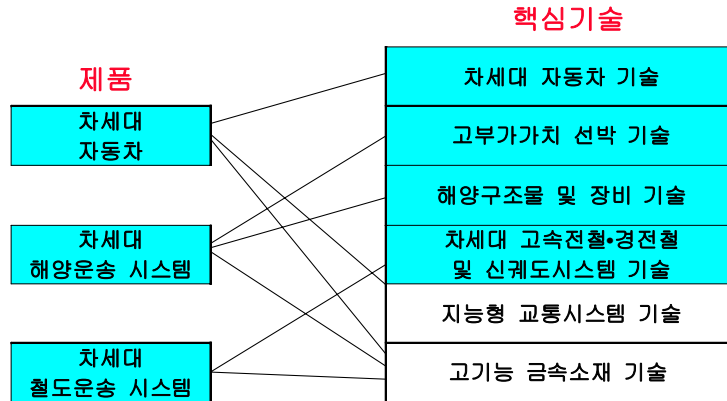 핵심기술
제품
차세대
자동차
차세대
해양운송 시스템
차세대
철도운송 시스템
차세대 자동차 기술
고부가가치 선박 기술
해양구조물 및 장비 기술
차세대 고속전철•경전철
및 신궤도시스템 기술
지능형 교통시스템 기술
고기능 금속소재 기술